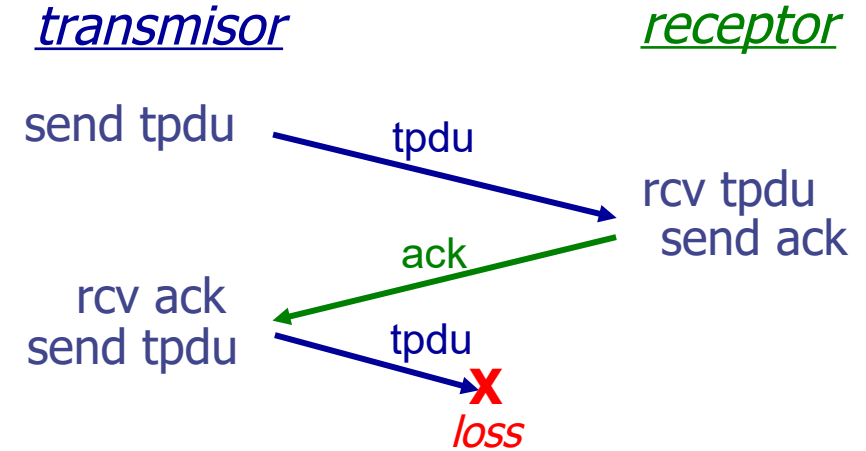 transmisor
receptor
send tpdu
tpdu
rcv tpdu
send ack
ack
rcv ack
send tpdu
tpdu
X
loss